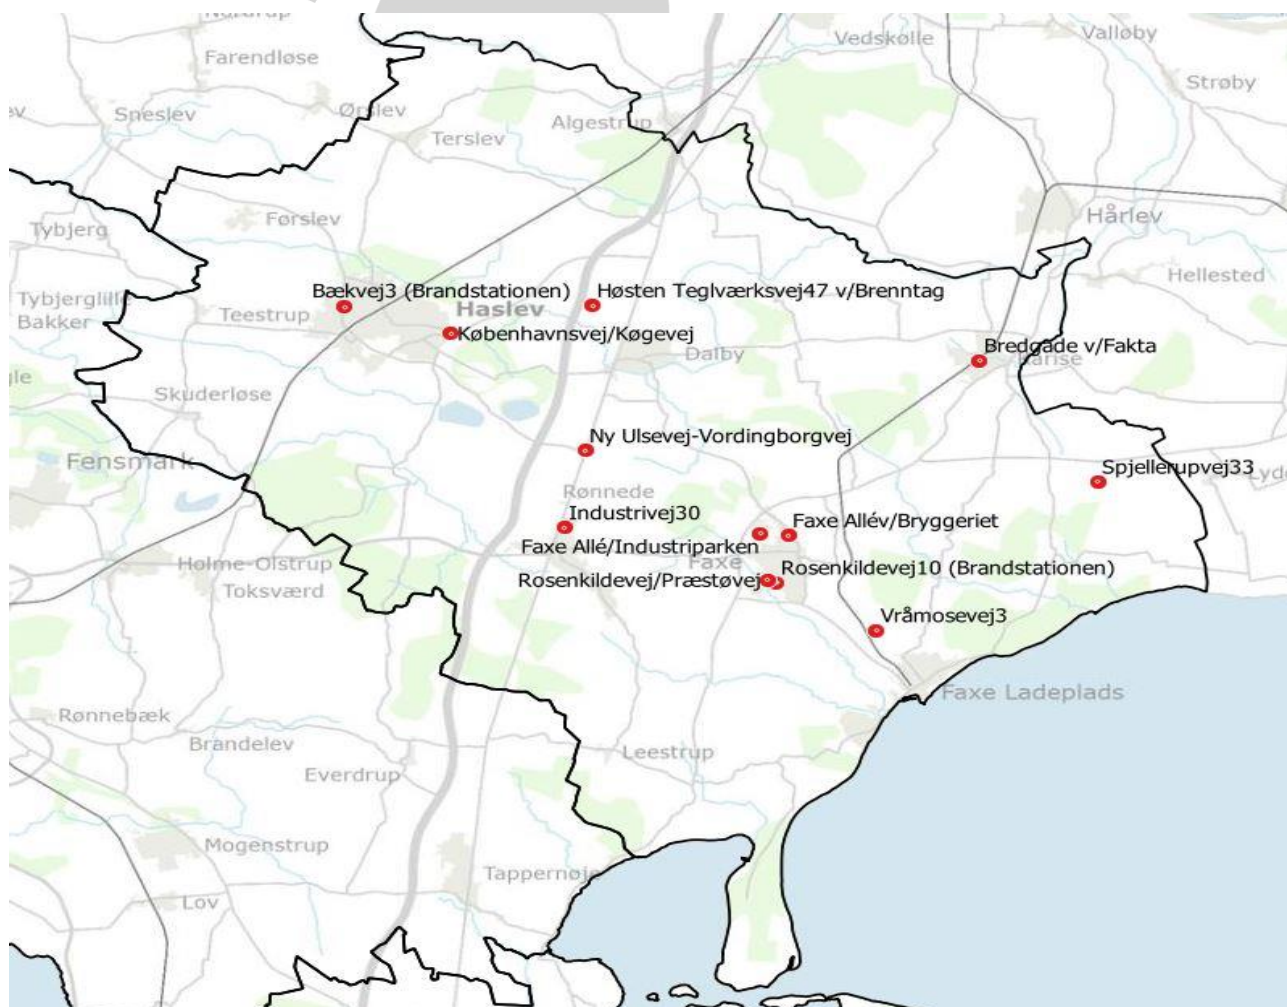 Vedskølle
Valløby
Farendløse
Strøby
Sneslev
Ørslev
Algestrup
Terslev
Førslev
Tybjerg
Hårlev
Hellested
Bækvej3 (Brandstationen)
Høsten Teglværksvej47 v/Brenntag
Tybjerglille
Bakker
Teestrup
Haslev
Københavnsvej/Køgevej
Dalby
Bredgade v/Fakta
Skuderløse
Ny Ulsevej-Vordingborgvej
Fensmark
Spjellerupvej33
Rønnede
Industrivej30
Faxe Allév/Bryggeriet
Faxe Allé/Industriparken
Holme-Olstrup
Faxe
Rosenkildevej10 (Brandstationen)
Rosenkildevej/Præstøvej
Toksværd
Vråmosevej3
Faxe Ladeplads
Rønnebæk
Brandelev
Leestrup
Everdrup
Mogenstrup
Tappernøje
Lov